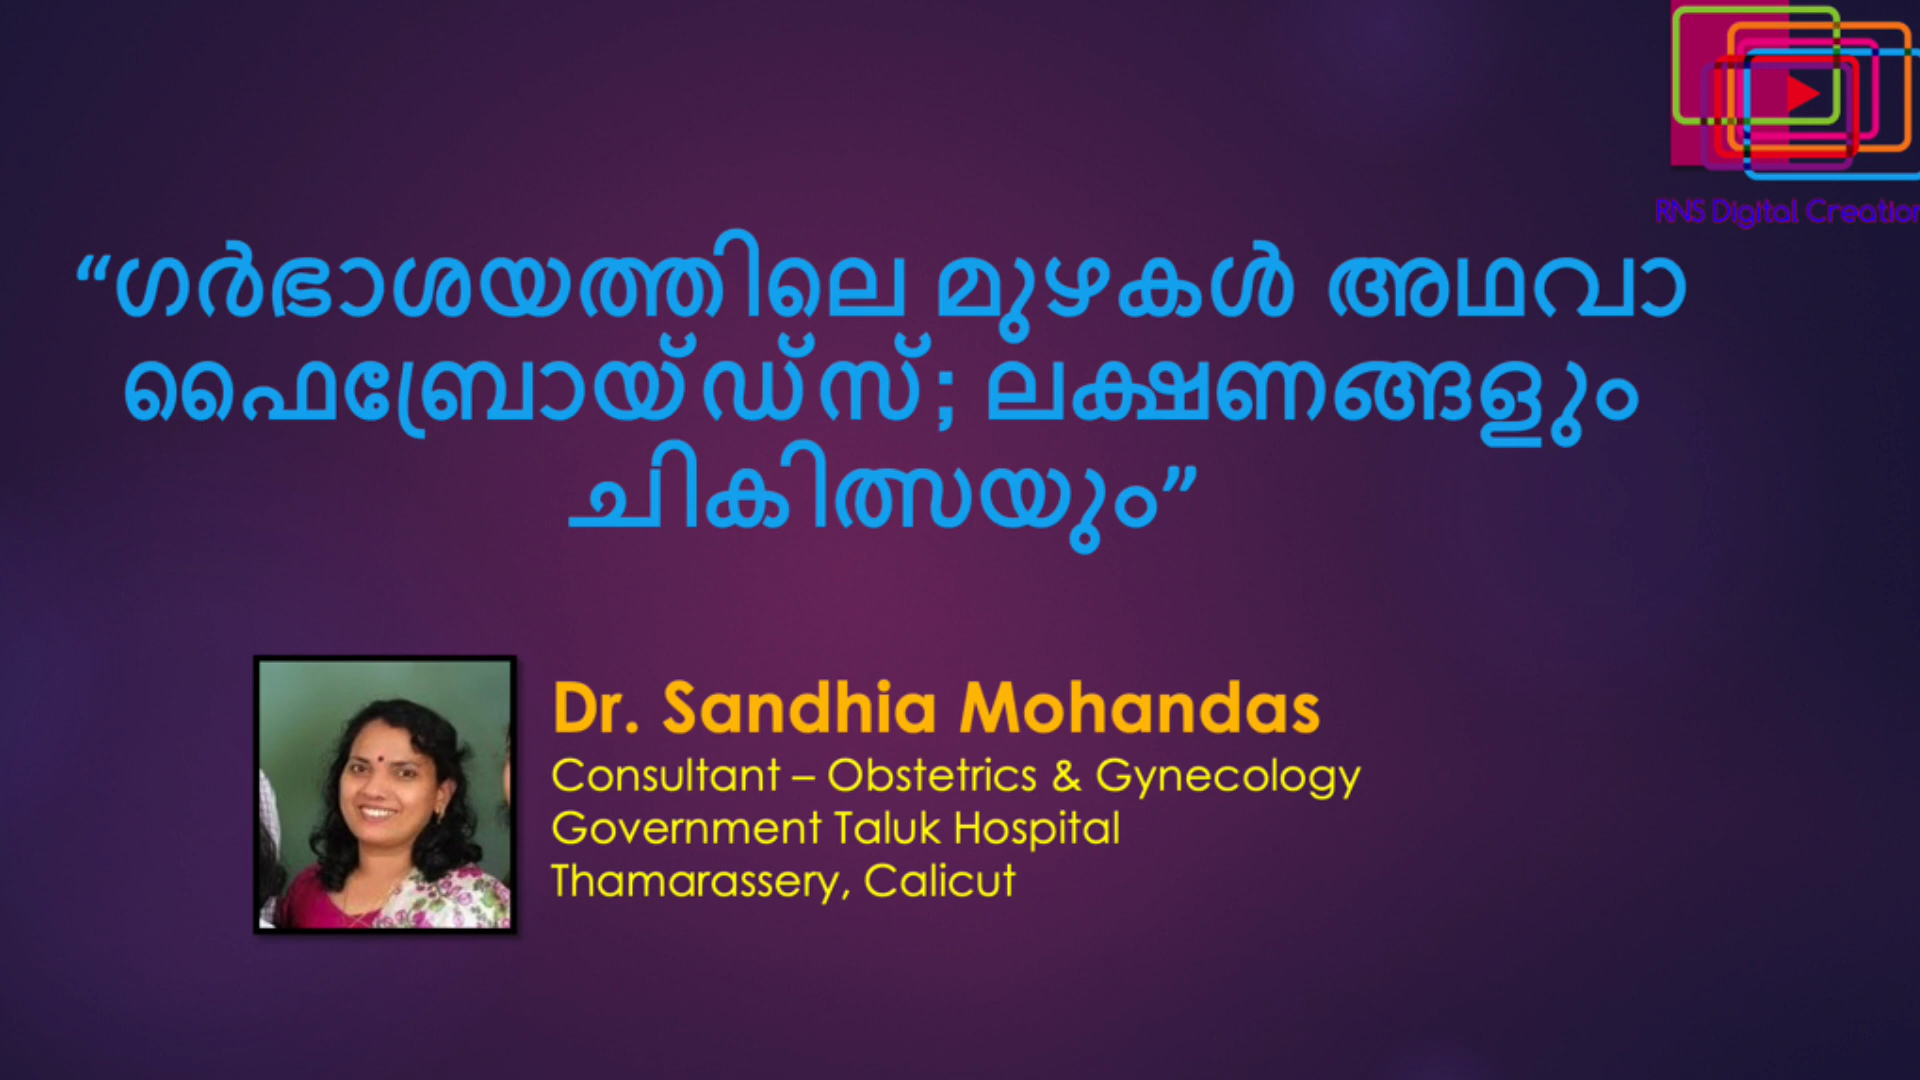 RNS Digital Creation
“ഗർഭാശയത്തിലെ മുഴകൾ അഥവാ
ഫൈബ്രോയ്ഡ്സ്; ലക്ഷണങ്ങളും
ചികിത്സയും”
Dr. Sandhia Mohandas
Consultant – Obstetrics & Gynecology
Government Taluk Hospital
Thamarassery, Calicut